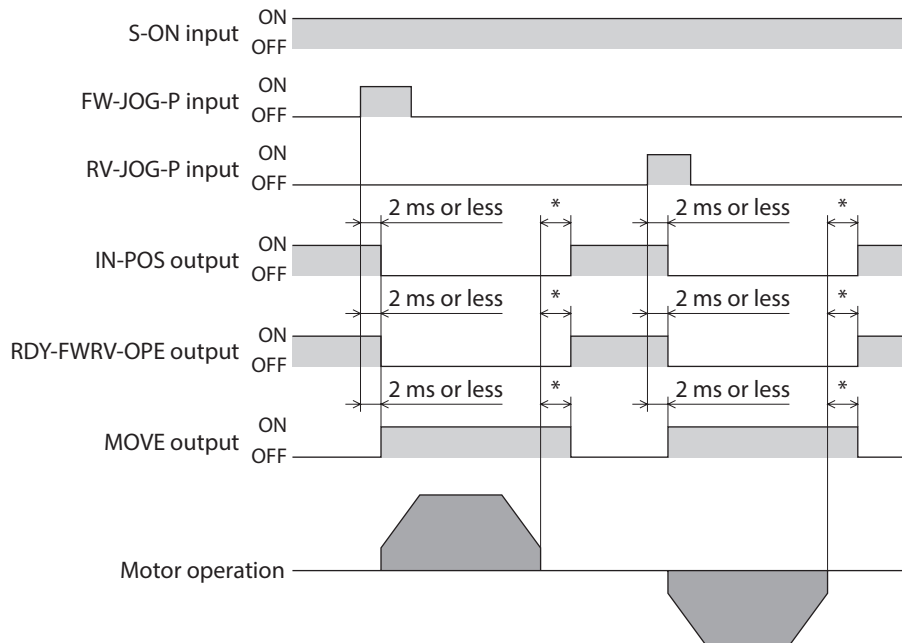 S-ON input
ON
OFF
FW-JOG-P input
ON
OFF
RV-JOG-P input
ON
OFF
2 ms or less * 2 ms or less *
IN-POS output
ON
OFF
2 ms or less * 2 ms or less *
RDY-FWRV-OPE output
ON
OFF
2 ms or less * 2 ms or less *
MOVE output
ON
OFF
Motor operation